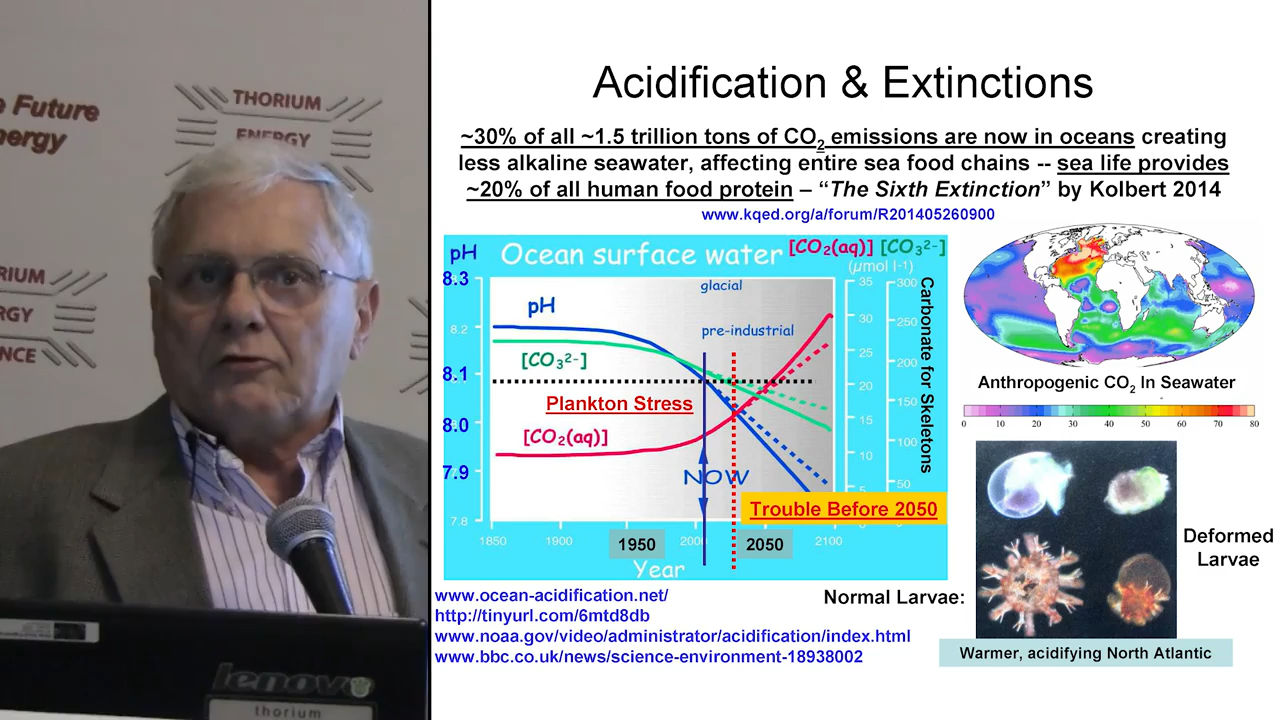 e Future
nergy
THORIUM
ENERGY
RIUM
RGY
NCE
lenovo
thorium
Acidification & Extinctions
~30% of all ~1.5 trillion tons of CO₂ emissions are now in oceans creating
less alkaline seawater, affecting entire sea food chains -- sea life provides
~20% of all human food protein – “The Sixth Extinction” by Kolbert 2014
www.kqed.org/a/forum/R201405260900
pH Ocean surface water [CO₂(aq)] [CO₃²⁻]
(µmol l-¹)
8.3
8.2
8.1
8.0
7.9
7.8
glacial
pre-industrial
pH
[CO₃²⁻]
Plankton Stress
[CO₂(aq)]
NOW
Trouble Before 2050
35
30
25
20
15
10
5
300
250
200
150
100
50
Carbonate for Skeletons
1850 1900 1950 2000 2050 2100
Year
Anthropogenic CO₂ In Seawater
0 10 20 30 40 50 60 70 80
Deformed
Larvae
Normal Larvae:
Warmer, acidifying North Atlantic
www.ocean-acidification.net/
http://tinyurl.com/6mtd8db
www.noaa.gov/video/administrator/acidification/index.html
www.bbc.co.uk/news/science-environment-18938002